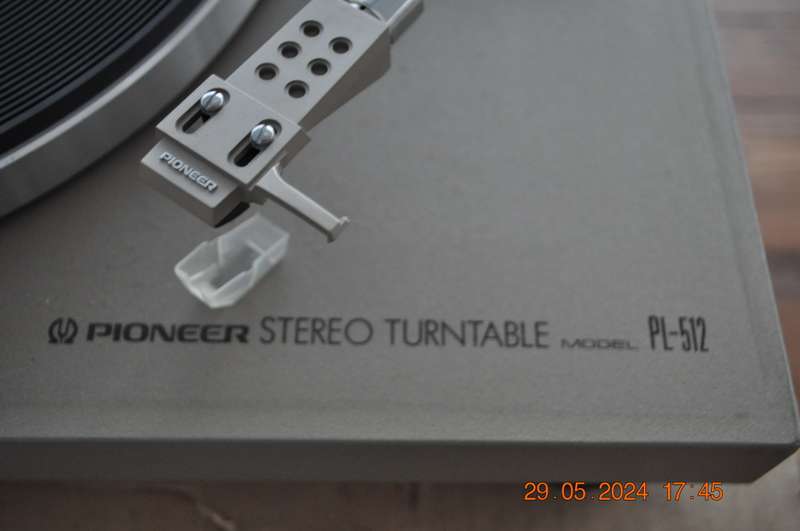 PIONEER
PIONEER STEREO TURNTABLE MODEL PL-512
29.05.2024 17:45